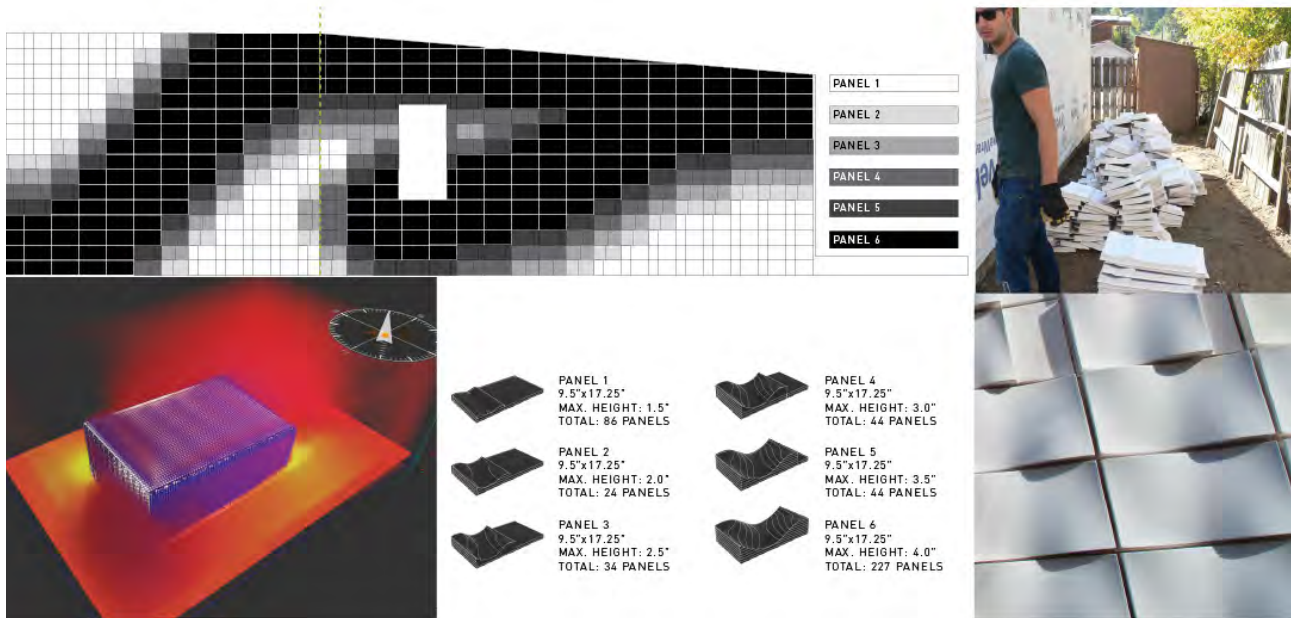 PANEL 1
PANEL 2
PANEL 3
PANEL 4
PANEL 5
PANEL 6
PANEL 1
9.5"x17.25"
MAX. HEIGHT: 1.5"
TOTAL: 86 PANELS
PANEL 2
9.5"x17.25"
MAX. HEIGHT: 2.0"
TOTAL: 24 PANELS
PANEL 3
9.5"x17.25"
MAX. HEIGHT: 2.5"
TOTAL: 34 PANELS
PANEL 4
9.5"x17.25"
MAX. HEIGHT: 3.0"
TOTAL: 44 PANELS
PANEL 5
9.5"x17.25"
MAX. HEIGHT: 3.5"
TOTAL: 44 PANELS
PANEL 6
9.5"x17.25"
MAX. HEIGHT: 4.0"
TOTAL: 227 PANELS